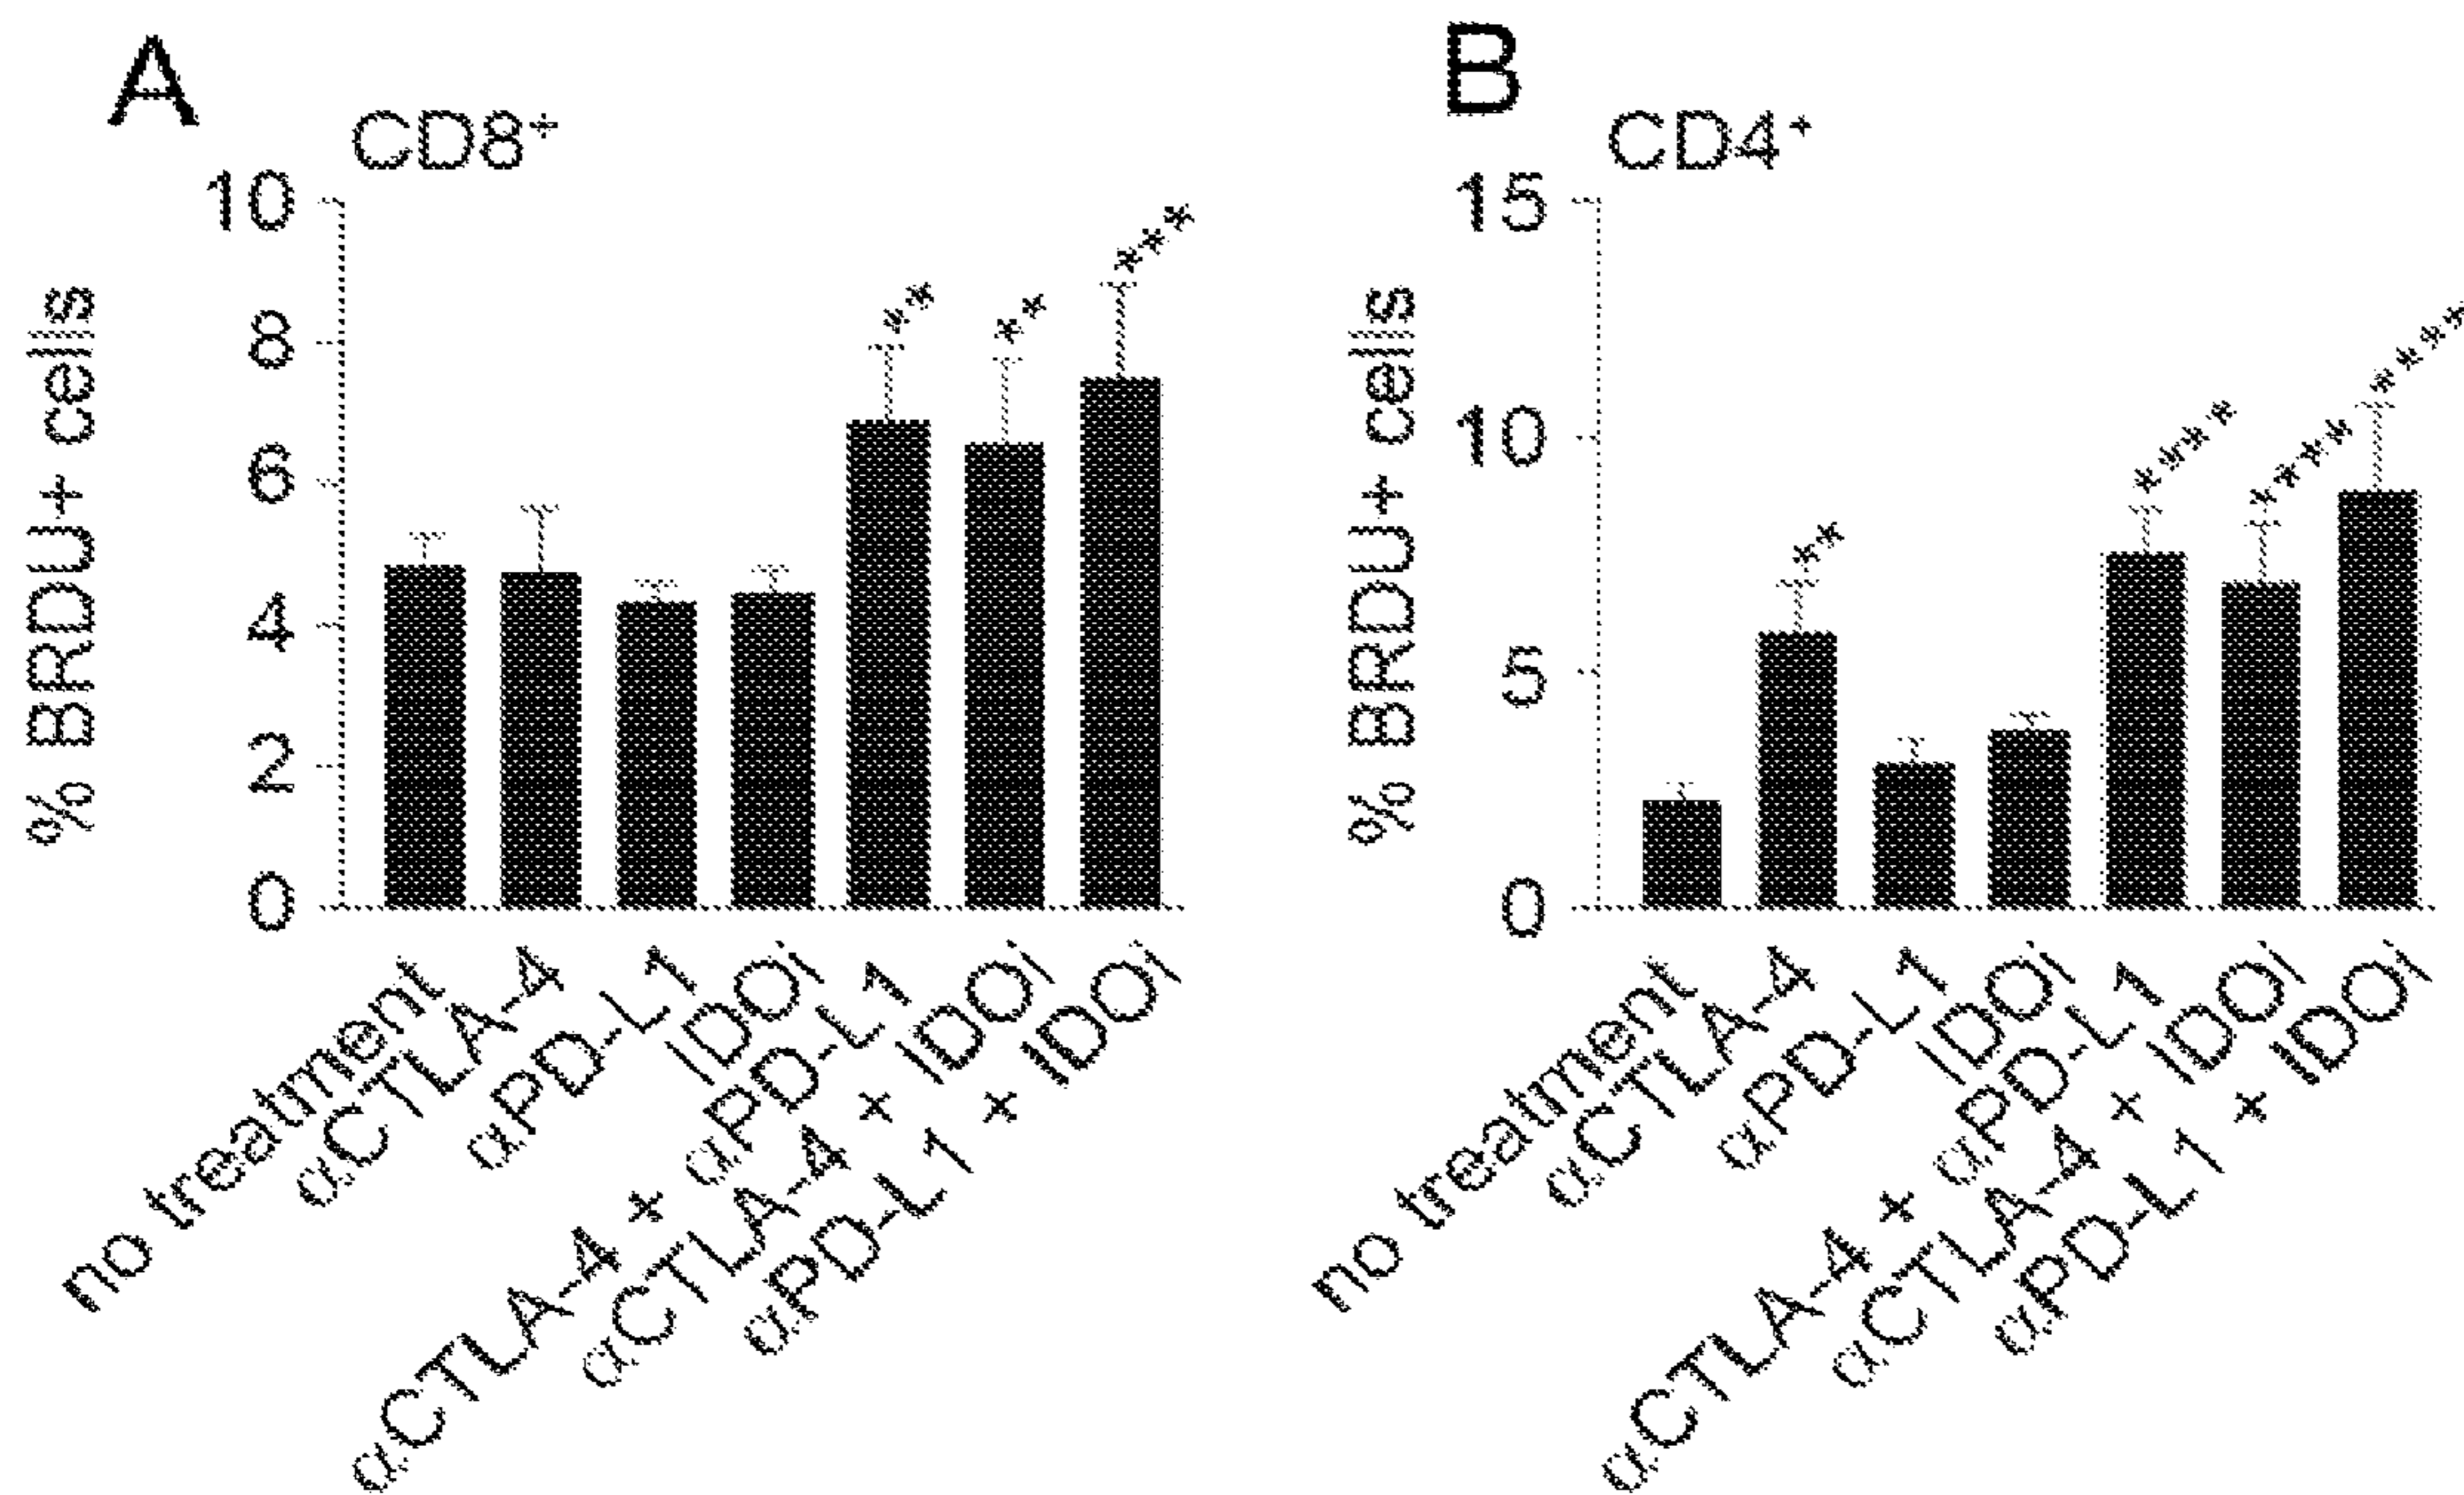 A
CD8+
% BRDU+ cells
10
8
6
4
2
0
**
**
***
no treatment
αCTLA-4
αPD-L1
IDOi
αCTLA-4 + αPD-L1
αCTLA-4 + IDOi
αPD-L1 + IDOi
B
CD4+
% BRDU+ cells
15
10
5
0
**
****
****
****
no treatment
αCTLA-4
αPD-L1
IDOi
αCTLA-4 + αPD-L1
αCTLA-4 + IDOi
αPD-L1 + IDOi